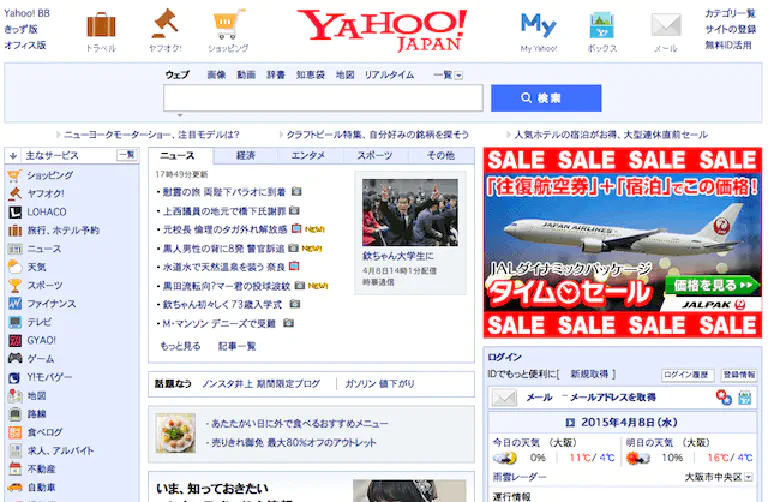 Yahoo! BB
きっず版
オフィス版
トラベル
ヤフオク!
ショッピング
YAHOO!
JAPAN
My
My Yahoo!
ボックス
メール
カテゴリ一覧
サイトの登録
無料ID活用
ウェブ 画像 動画 辞書 知恵袋 地図 リアルタイム 一覧
検索
ニューヨークモーターショー、注目モデルは?
クラフトビール特集、自分好みの銘柄を探そう
人気ホテルの宿泊がお得、大型連休直前セール
主なサービス 一覧
ショッピング
ヤフオク!
LOHACO
旅行、ホテル予約
ニュース
天気
スポーツ
ファイナンス
テレビ
GYAO!
ゲーム
Y!モバゲー
地図
路線
食べログ
求人、アルバイト
不動産
自動車
ニュース 経済 エンタメ スポーツ その他
17時49分更新
・慰霊の旅 両陛下パラオに到着
・上西議員の地元で橋下氏謝罪
・元校長 倫理のタガ外れ解放感 NEW!
・黒人男性の背に8発 警官訴追 NEW!
・水道水で天然温泉を装う 奈良
・黒田流転向?マー君の投球波紋 NEW!
・欽ちゃん初々しく73歳入学式
・M・マンソン デニーズで受難
もっと見る 記事一覧
欽ちゃん大学生に
4月8日14時1分配信
時事通信
話題なう ノンスタ井上 期間限定ブログ ガソリン 値下がり
- あたたかい日に外で食べるおすすめメニュー
- 売りきれ御免 最大80%オフのアウトレット
いま、知っておきたい
SALE SALE SALE SALE
「往復航空券」+「宿泊」でこの価格!
JAPAN AIRLINES
JALダイナミックパッケージ
タイムセール
価格を見る
JALPAK
SALE SALE SALE SALE
ログイン
IDでもっと便利に[ 新規取得 ]
ログイン履歴
登録情報
メール - メールアドレスを取得
2015年4月8日(水)
今日の天気 (大阪)
0% 11℃/4℃
明日の天気 (大阪)
10% 16℃/4℃
雨雲レーダー 大阪市中央区
運行情報